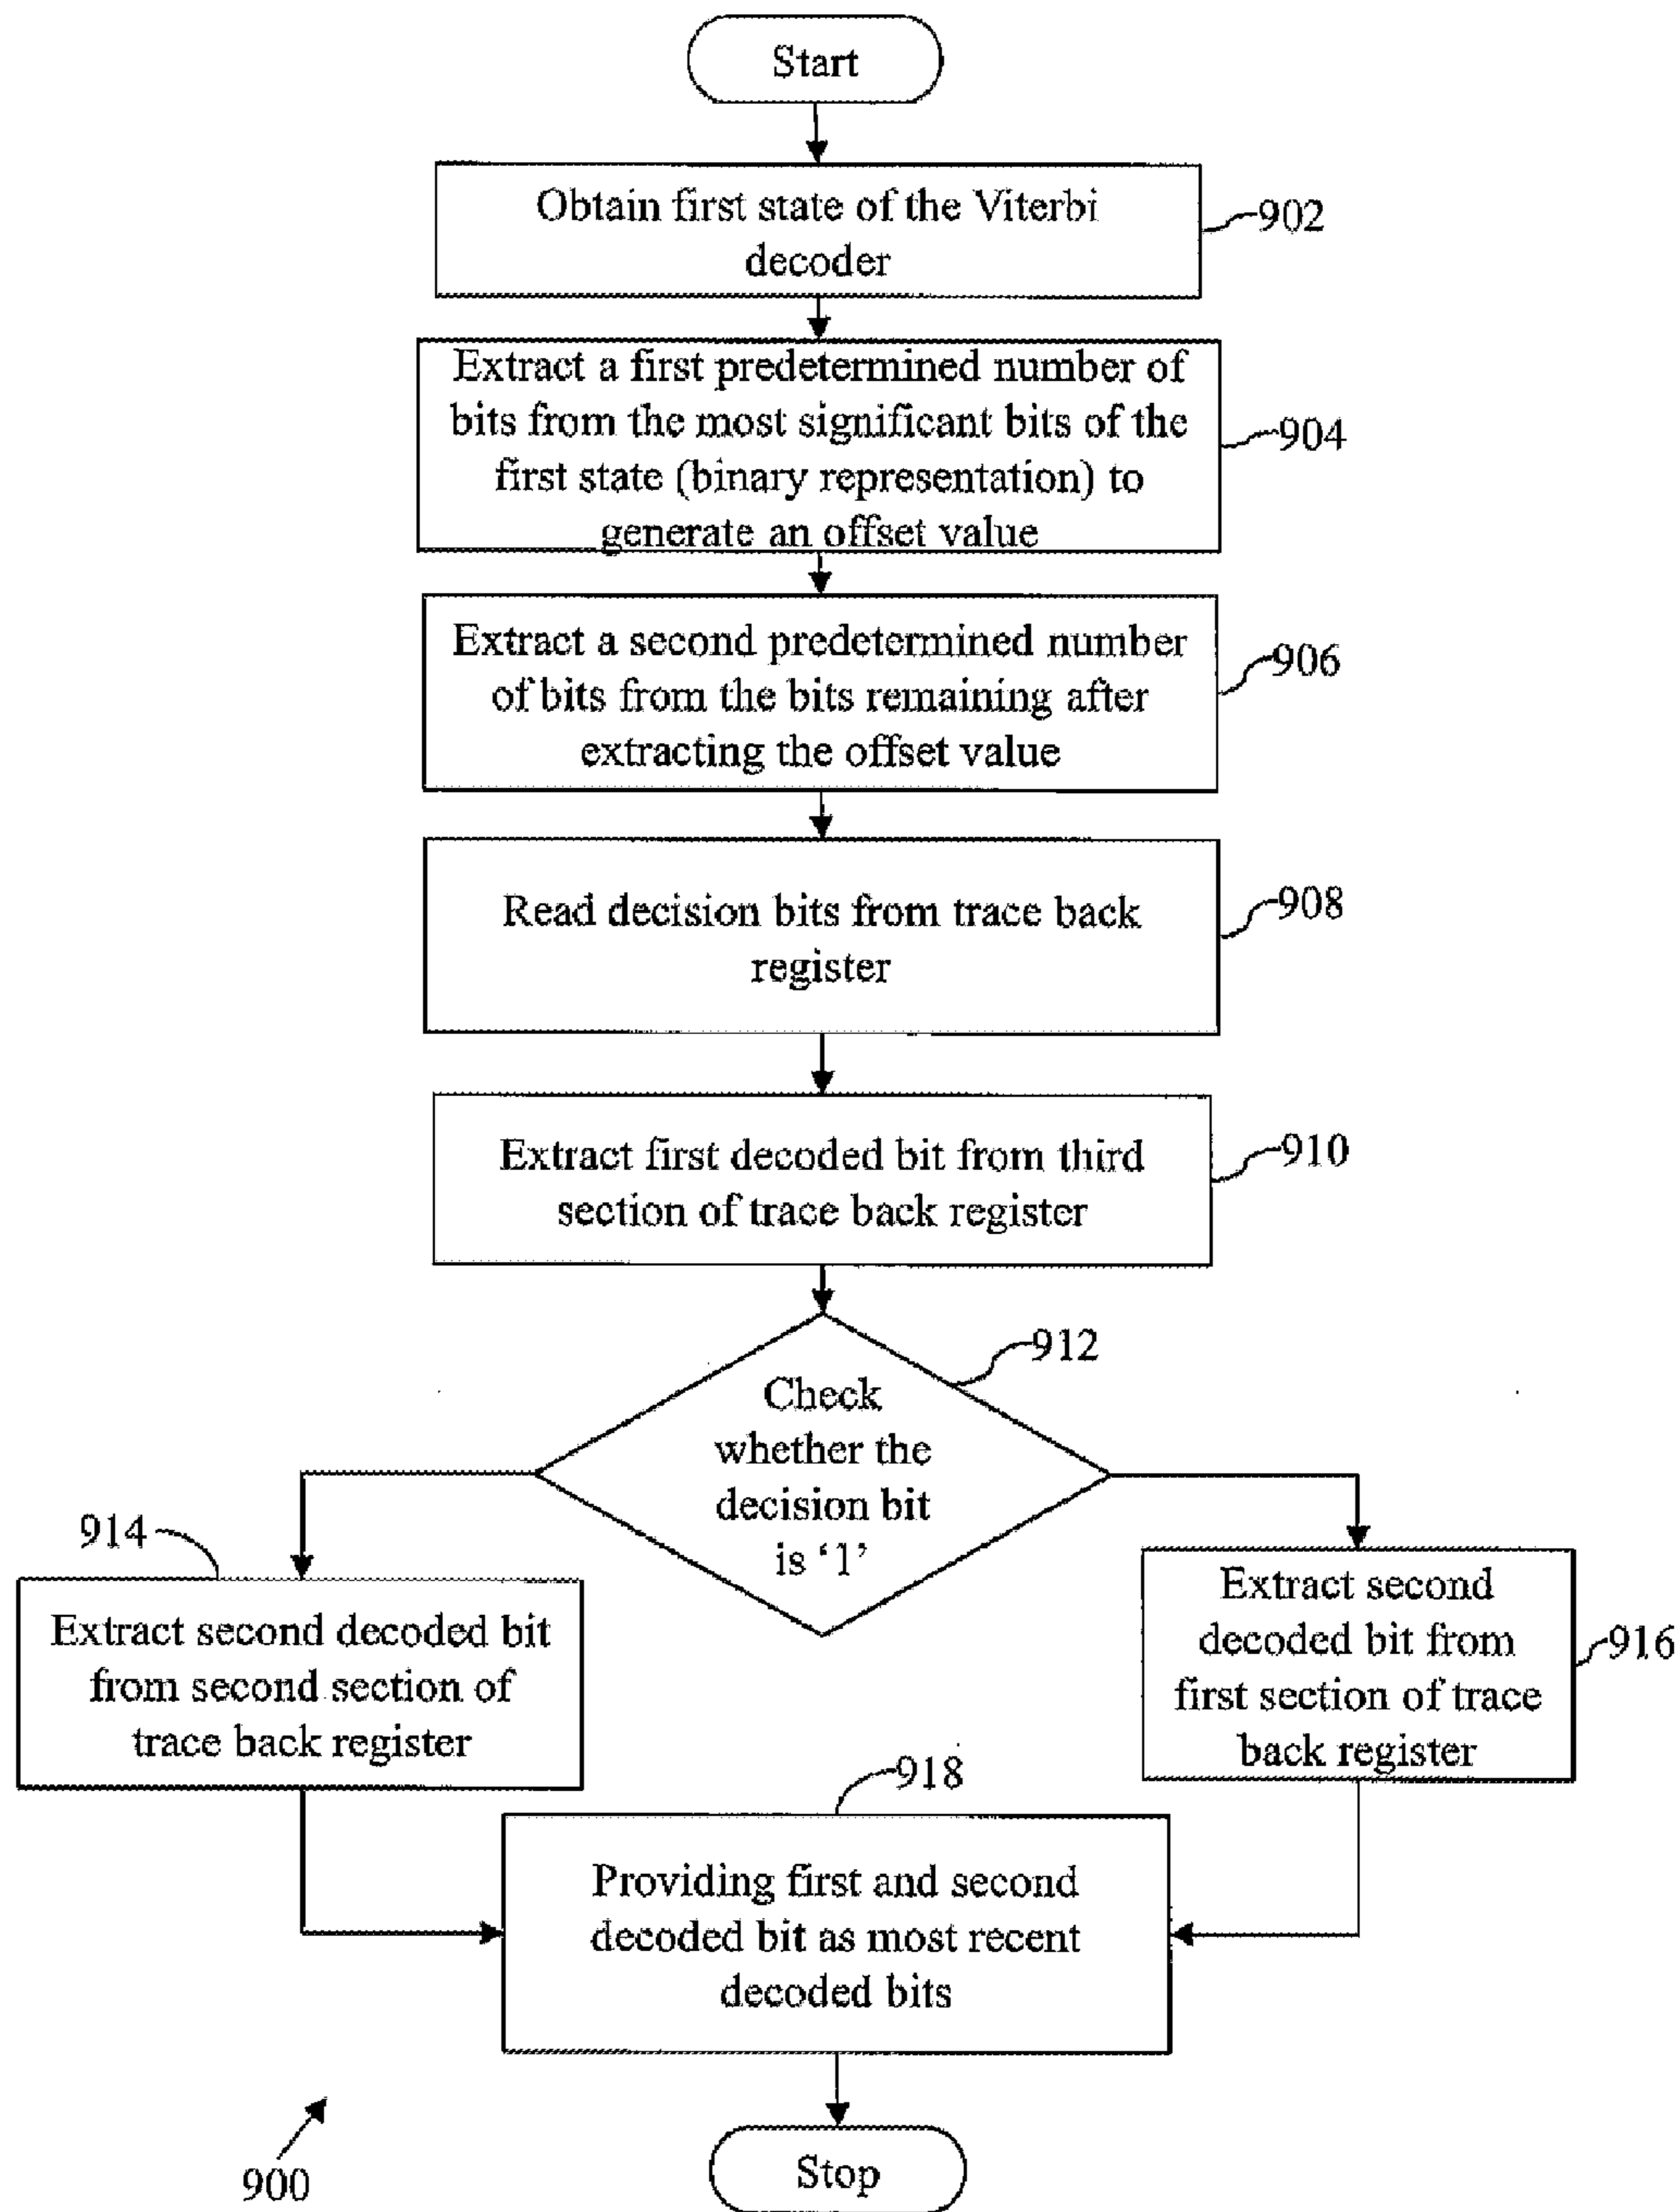 Start
Obtain first state of the Viterbi
decoder
902
Extract a first predetermined number of
bits from the most significant bits of the
first state (binary representation) to
generate an offset value
904
Extract a second predetermined number
of bits from the bits remaining after
extracting the offset value
906
Read decision bits from trace back
register
908
Extract first decoded bit from third
section of trace back register
910
Check
whether the
decision bit
is ‘1’
912
914
Extract second decoded bit
from second section of
trace back register
Extract second
decoded bit from
first section of trace
back register
916
918
Providing first and second
decoded bit as most recent
decoded bits
Stop
900